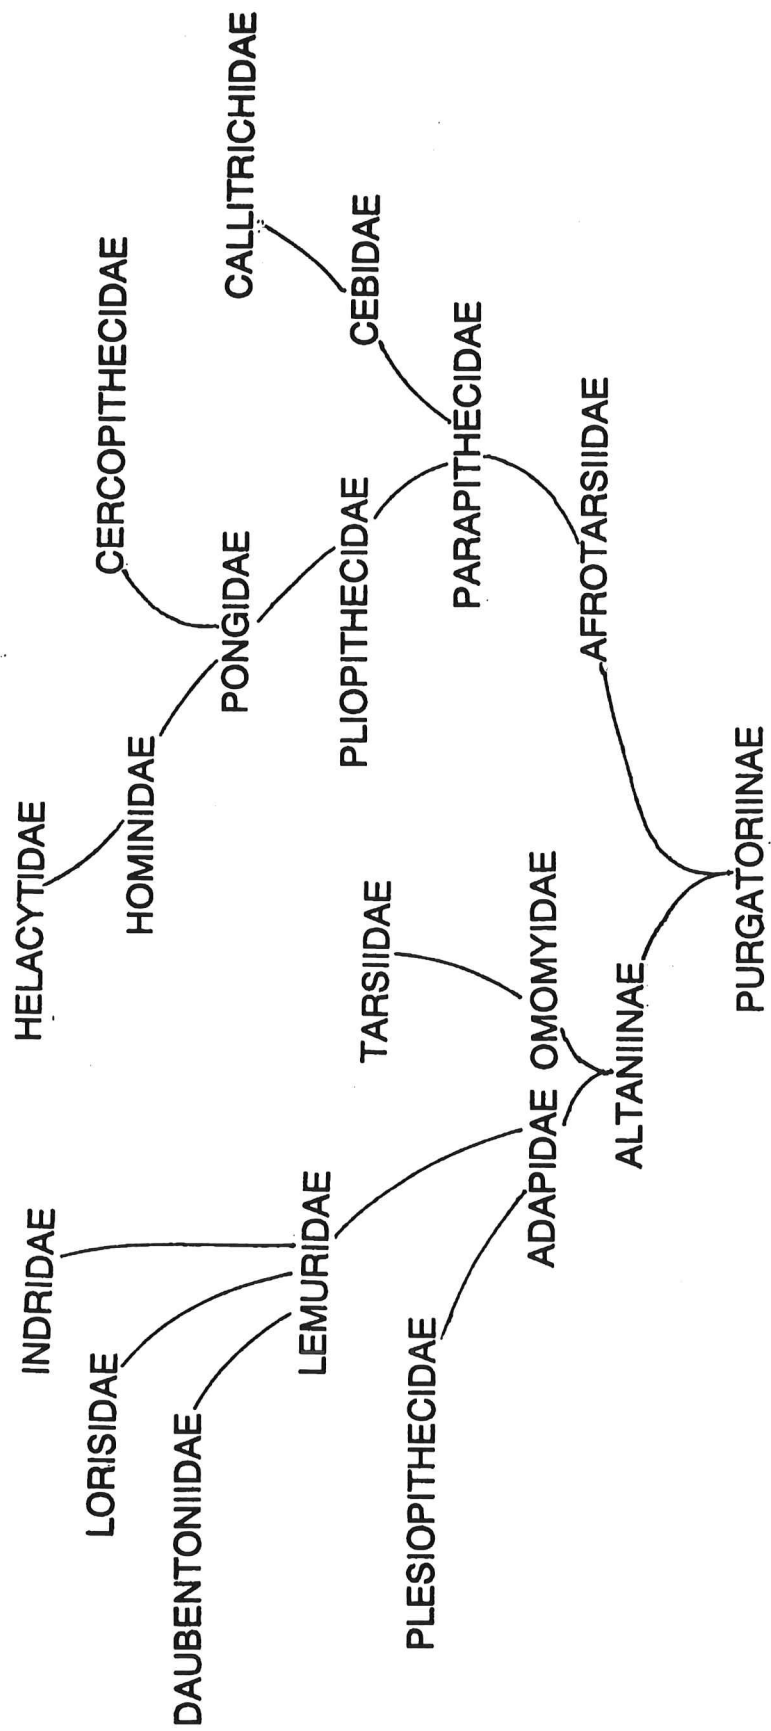 HELACYTIDAE
INDRIDAE
CERCOPITHECIDAE
HOMINIDAE
LORISIDAE
CALLITRICHIDAE
PONGIDAE
DAUBENTONIIDAE
LEMURIDAE
CEBIDAE
PLIOPITHECIDAE
TARSIIDAE
PLESIOPITHECIDAE
PARAPITHECIDAE
ADAPIDAE OMOMYIDAE
AFROTARSIIDAE
ALTANIINAE
PURGATORIINAE